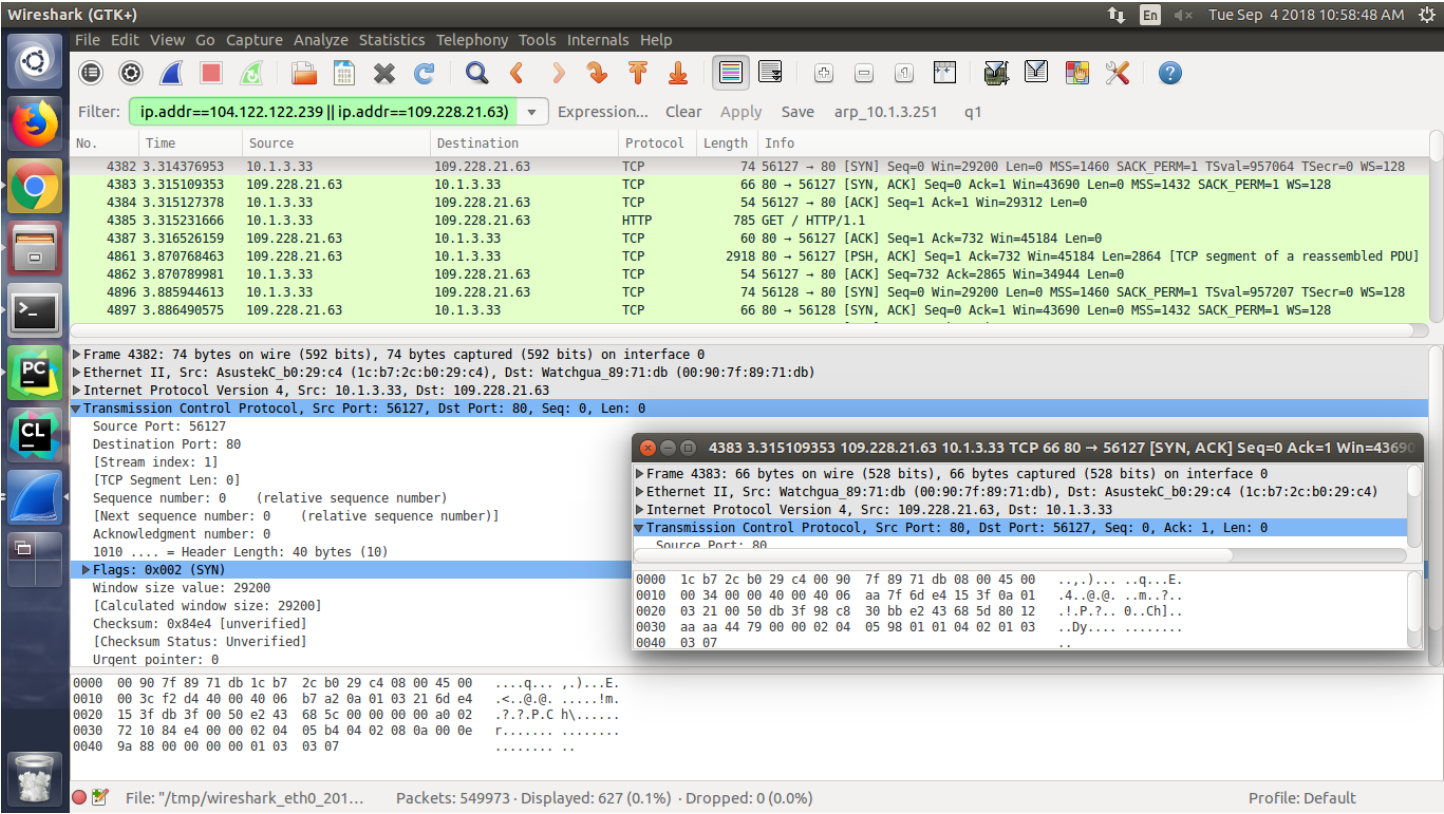 Wireshark (GTK+) En Tue Sep 4 2018 10:58:48 AM
File Edit View Go Capture Analyze Statistics Telephony Tools Internals Help
Filter: ip.addr==104.122.122.239 || ip.addr==109.228.21.63) Expression... Clear Apply Save arp_10.1.3.251 q1
No. Time Source Destination Protocol Length Info
4382 3.314376953 10.1.3.33 109.228.21.63 TCP 74 56127 → 80 [SYN] Seq=0 Win=29200 Len=0 MSS=1460 SACK_PERM=1 TSval=957064 TSecr=0 WS=128
4383 3.315109353 109.228.21.63 10.1.3.33 TCP 66 80 → 56127 [SYN, ACK] Seq=0 Ack=1 Win=43690 Len=0 MSS=1432 SACK_PERM=1 WS=128
4384 3.315127378 10.1.3.33 109.228.21.63 TCP 54 56127 → 80 [ACK] Seq=1 Ack=1 Win=29312 Len=0
4385 3.315231666 10.1.3.33 109.228.21.63 HTTP 785 GET / HTTP/1.1
4387 3.316526159 109.228.21.63 10.1.3.33 TCP 60 80 → 56127 [ACK] Seq=1 Ack=732 Win=45184 Len=0
4861 3.870768463 109.228.21.63 10.1.3.33 TCP 2918 80 → 56127 [PSH, ACK] Seq=1 Ack=732 Win=45184 Len=2864 [TCP segment of a reassembled PDU]
4862 3.870789981 10.1.3.33 109.228.21.63 TCP 54 56127 → 80 [ACK] Seq=732 Ack=2865 Win=34944 Len=0
4896 3.885944613 10.1.3.33 109.228.21.63 TCP 74 56128 → 80 [SYN] Seq=0 Win=29200 Len=0 MSS=1460 SACK_PERM=1 TSval=957207 TSecr=0 WS=128
4897 3.886490575 109.228.21.63 10.1.3.33 TCP 66 80 → 56128 [SYN, ACK] Seq=0 Ack=1 Win=43690 Len=0 MSS=1432 SACK_PERM=1 WS=128
Frame 4382: 74 bytes on wire (592 bits), 74 bytes captured (592 bits) on interface 0
Ethernet II, Src: AsustekC_b0:29:c4 (1c:b7:2c:b0:29:c4), Dst: Watchgua_89:71:db (00:90:7f:89:71:db)
Internet Protocol Version 4, Src: 10.1.3.33, Dst: 109.228.21.63
Transmission Control Protocol, Src Port: 56127, Dst Port: 80, Seq: 0, Len: 0
Source Port: 56127
Destination Port: 80
[Stream index: 1]
[TCP Segment Len: 0]
Sequence number: 0 (relative sequence number)
[Next sequence number: 0 (relative sequence number)]
Acknowledgment number: 0
1010 .... = Header Length: 40 bytes (10)
Flags: 0x002 (SYN)
Window size value: 29200
[Calculated window size: 29200]
Checksum: 0x84e4 [unverified]
[Checksum Status: Unverified]
Urgent pointer: 0
4383 3.315109353 109.228.21.63 10.1.3.33 TCP 66 80 → 56127 [SYN, ACK] Seq=0 Ack=1 Win=43690
Frame 4383: 66 bytes on wire (528 bits), 66 bytes captured (528 bits) on interface 0
Ethernet II, Src: Watchgua_89:71:db (00:90:7f:89:71:db), Dst: AsustekC_b0:29:c4 (1c:b7:2c:b0:29:c4)
Internet Protocol Version 4, Src: 109.228.21.63, Dst: 10.1.3.33
Transmission Control Protocol, Src Port: 80, Dst Port: 56127, Seq: 0, Ack: 1, Len: 0
Source Port: 80
0000 1c b7 2c b0 29 c4 00 90 7f 89 71 db 08 00 45 00 ..,.)... ..q...E.
0010 00 34 00 00 40 00 40 06 aa 7f 6d e4 15 3f 0a 01 .4..@.@. ..m..?..
0020 03 21 00 50 db 3f 98 c8 30 bb e2 43 68 5d 80 12 .!.P.?.. 0..Ch]..
0030 aa aa 44 79 00 00 02 04 05 98 01 01 04 02 01 03 ..Dy.... ........
0040 03 07 ..
0000 00 90 7f 89 71 db 1c b7 2c b0 29 c4 08 00 45 00 ....q... ,.)...E.
0010 00 3c f2 d4 40 00 40 06 b7 a2 0a 01 03 21 6d e4 .<..@.@. .....!m.
0020 15 3f db 3f 00 50 e2 43 68 5c 00 00 00 00 a0 02 .?.?.P.C h\......
0030 72 10 84 e4 00 00 02 04 05 b4 04 02 08 0a 00 0e r....... ........
0040 9a 88 00 00 00 00 01 03 03 07 ........ ..
File: "/tmp/wireshark_eth0_201... Packets: 549973 · Displayed: 627 (0.1%) · Dropped: 0 (0.0%) Profile: Default
PC
CL